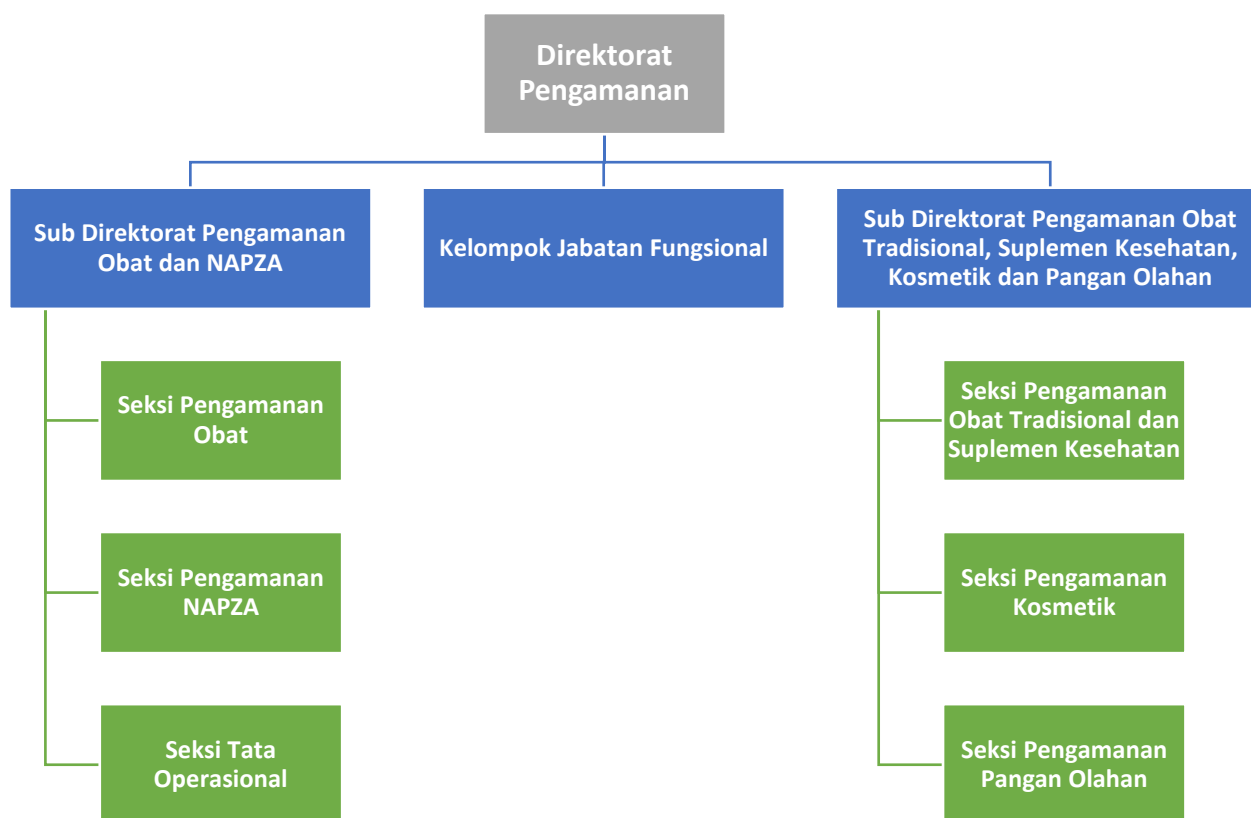 Direktorat
Pengamanan
Sub Direktorat Pengamanan
Obat dan NAPZA
Kelompok Jabatan Fungsional
Sub Direktorat Pengamanan Obat
Tradisional, Suplemen Kesehatan,
Kosmetik dan Pangan Olahan
Seksi Pengamanan
Obat
Seksi Pengamanan
NAPZA
Seksi Tata
Operasional
Seksi Pengamanan
Obat Tradisional dan
Suplemen Kesehatan
Seksi Pengamanan
Kosmetik
Seksi Pengamanan
Pangan Olahan